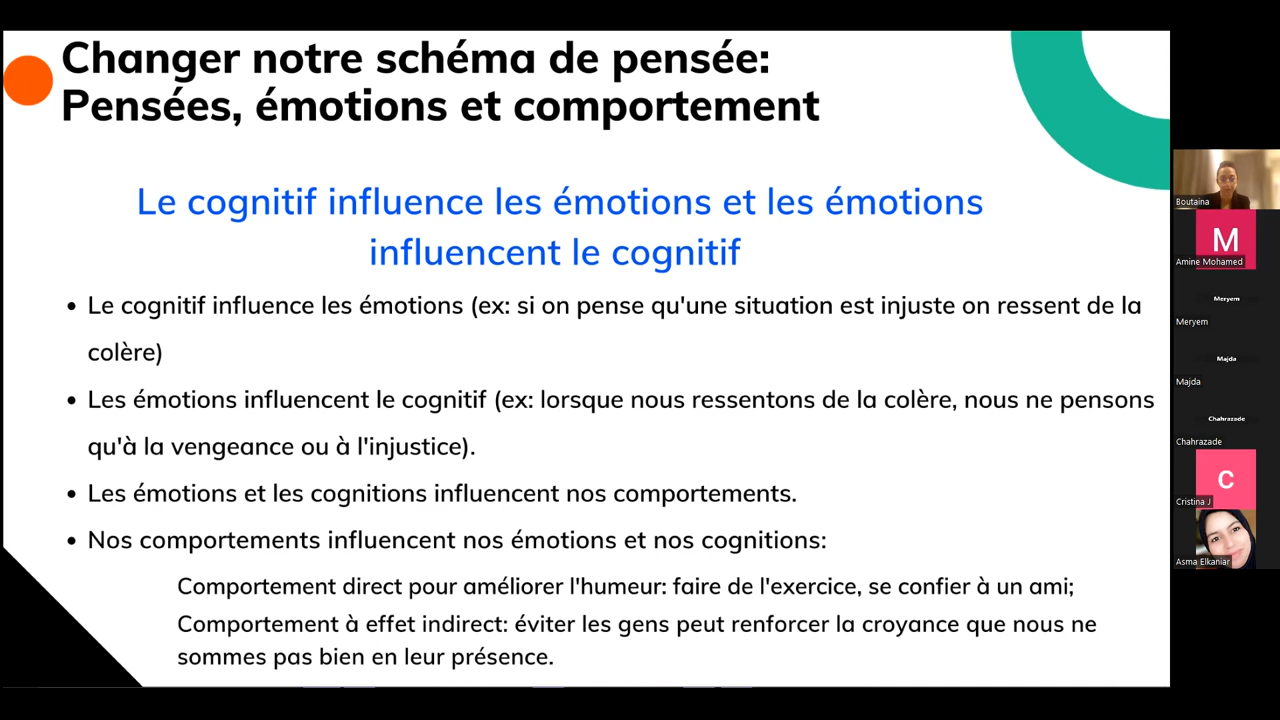 Changer notre schéma de pensée:
Pensées, émotions et comportement
Le cognitif influence les émotions et les émotions
influencent le cognitif
• Le cognitif influence les émotions (ex: si on pense qu'une situation est injuste on ressent de la
colère)
• Les émotions influencent le cognitif (ex: lorsque nous ressentons de la colère, nous ne pensons
qu'à la vengeance ou à l'injustice).
• Les émotions et les cognitions influencent nos comportements.
• Nos comportements influencent nos émotions et nos cognitions:
Comportement direct pour améliorer l'humeur: faire de l'exercice, se confier à un ami;
Comportement à effet indirect: éviter les gens peut renforcer la croyance que nous ne
sommes pas bien en leur présence.
Boutaina
M
Amine Mohamed
Meryem
Meryem
Majda
Majda
Chahrazade
Chahrazade
C
Cristina J
Asma Elkaniar